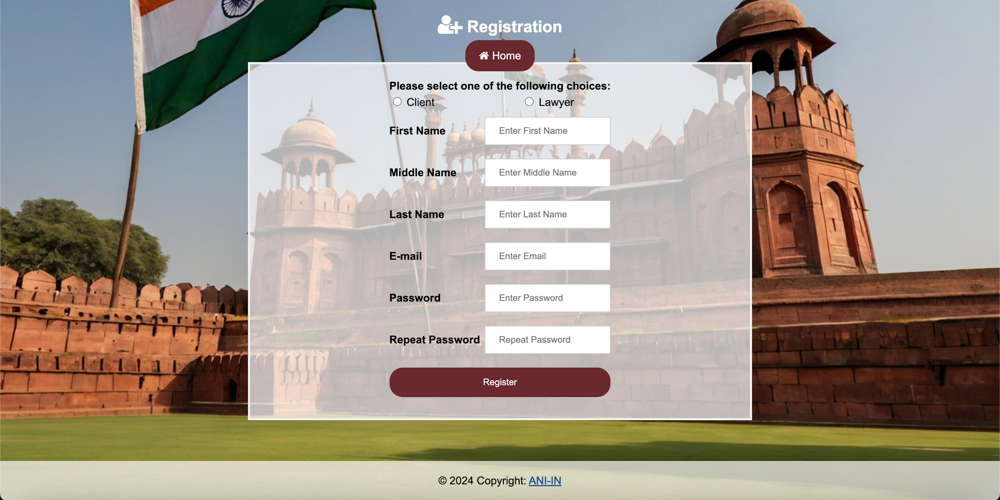 Registration
Home
Please select one of the following choices:
Client Lawyer
First Name Enter First Name
Middle Name Enter Middle Name
Last Name Enter Last Name
E-mail Enter Email
Password Enter Password
Repeat Password Repeat Password
Register
© 2024 Copyright: ANI-IN